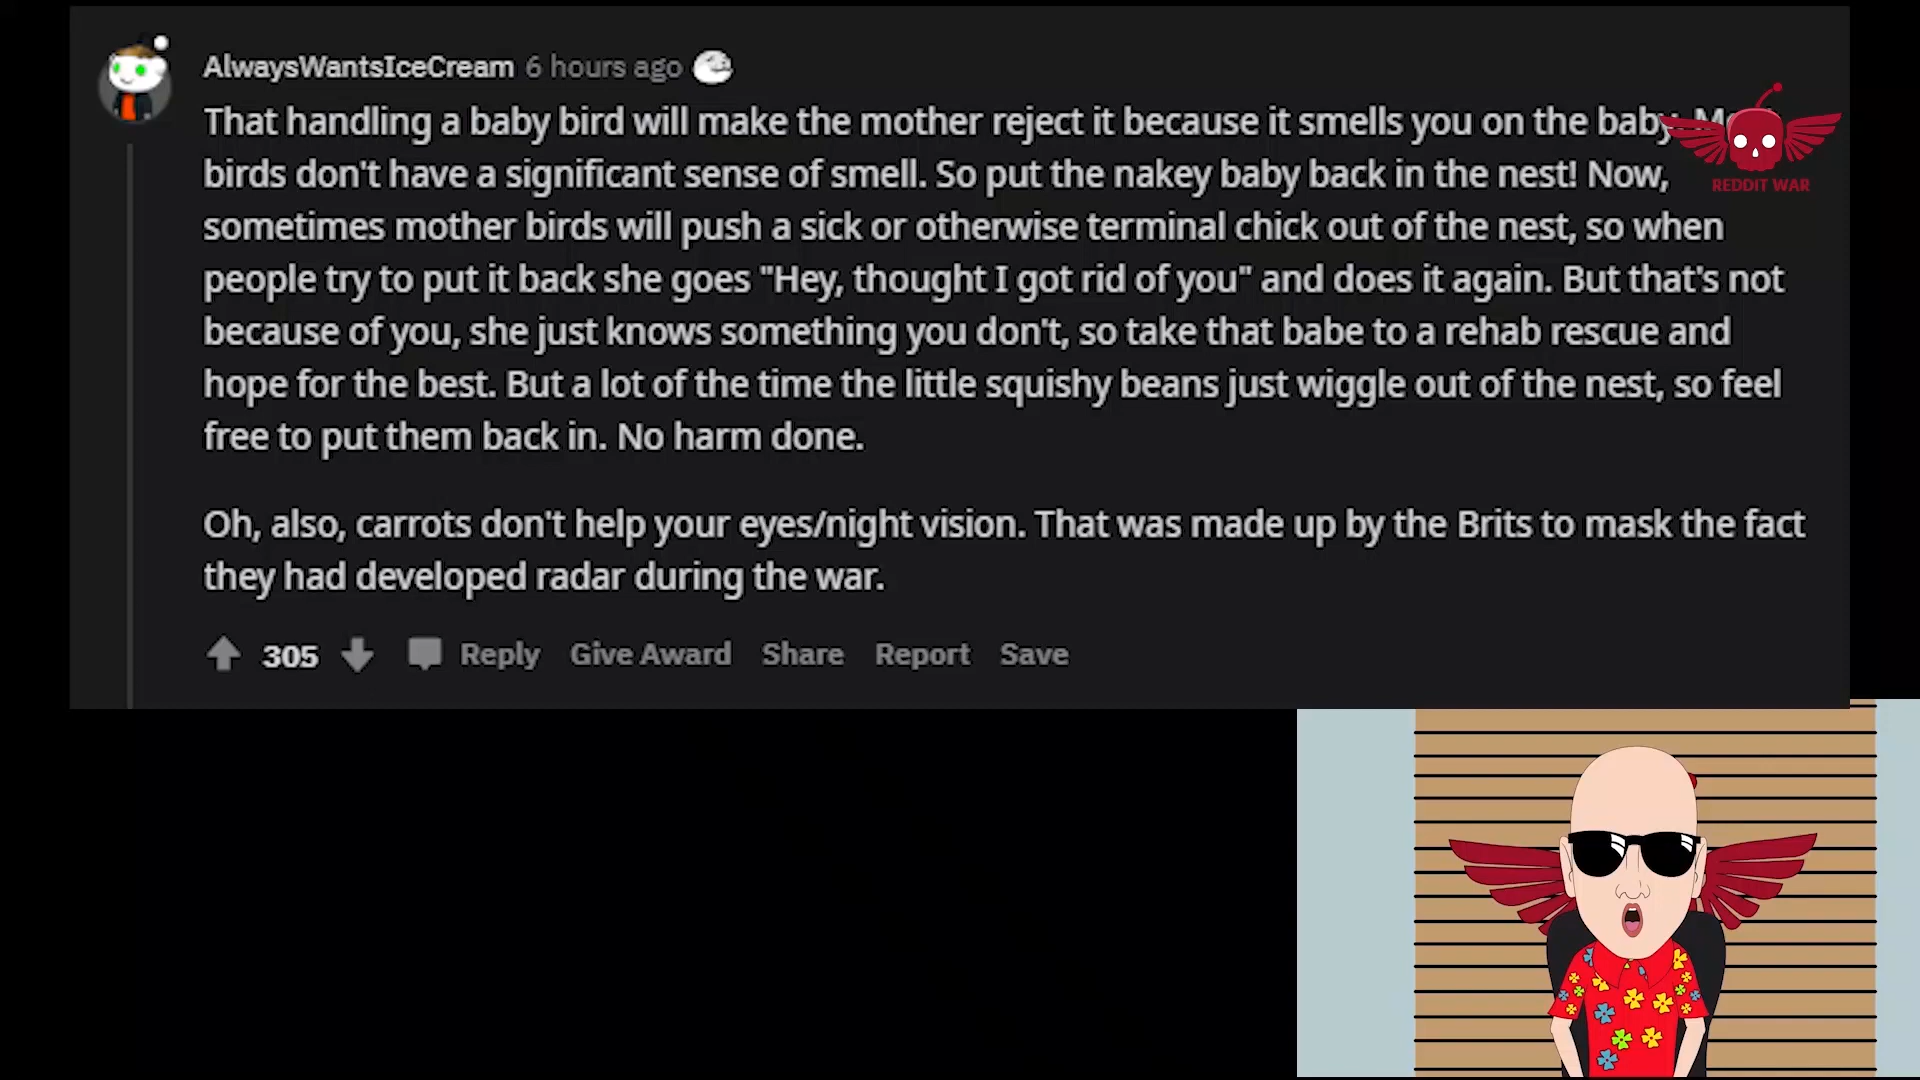 AlwaysWantsIceCream 6 hours ago
That handling a baby bird will make the mother reject it because it smells you on the baby.
birds don't have a significant sense of smell. So put the nakey baby back in the nest! Now,
sometimes mother birds will push a sick or otherwise terminal chick out of the nest, so when
people try to put it back she goes "Hey, thought I got rid of you" and does it again. But that's not
because of you, she just knows something you don't, so take that babe to a rehab rescue and
hope for the best. But a lot of the time the little squishy beans just wiggle out of the nest, so feel
free to put them back in. No harm done.
Oh, also, carrots don't help your eyes/night vision. That was made up by the Brits to mask the fact
they had developed radar during the war.
305 Reply Give Award Share Report Save
REDDIT WAR